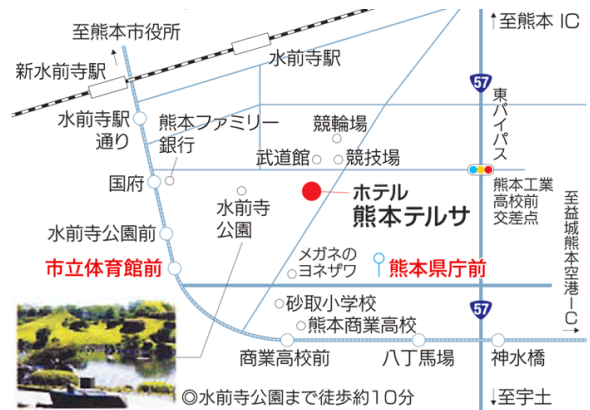 至熊本市役所
↑至熊本IC
水前寺駅
新水前寺駅
57
東バイパス
水前寺駅
通り
熊本ファミリー
銀行
競輪場
武道館
競技場
国府
水前寺
公園
ホテル
熊本テルサ
熊本工業
高校前
交差点
至益城熊本空港IC→
水前寺公園前
市立体育館前
メガネの
ヨネザワ
熊本県庁前
砂取小学校
57
熊本商業高校
商業高校前
八丁馬場
神水橋
◎水前寺公園まで徒歩約10分
↓至宇土